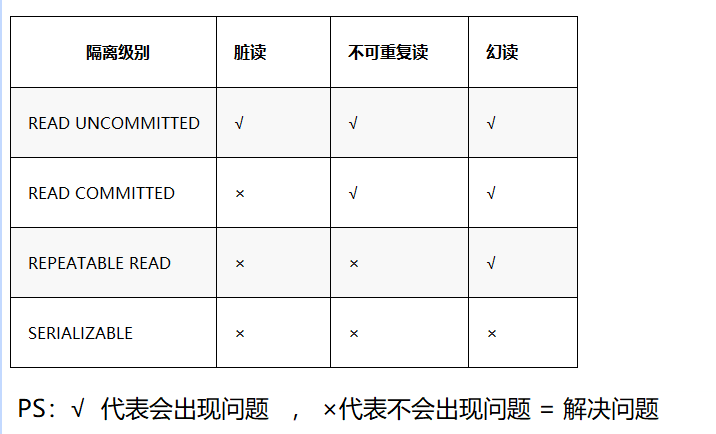 隔离级别 脏读 不可重复读 幻读
READ UNCOMMITTED √ √ √
READ COMMITTED × √ √
REPEATABLE READ × × √
SERIALIZABLE × × ×
PS：√ 代表会出现问题 ， ×代表不会出现问题 = 解决问题